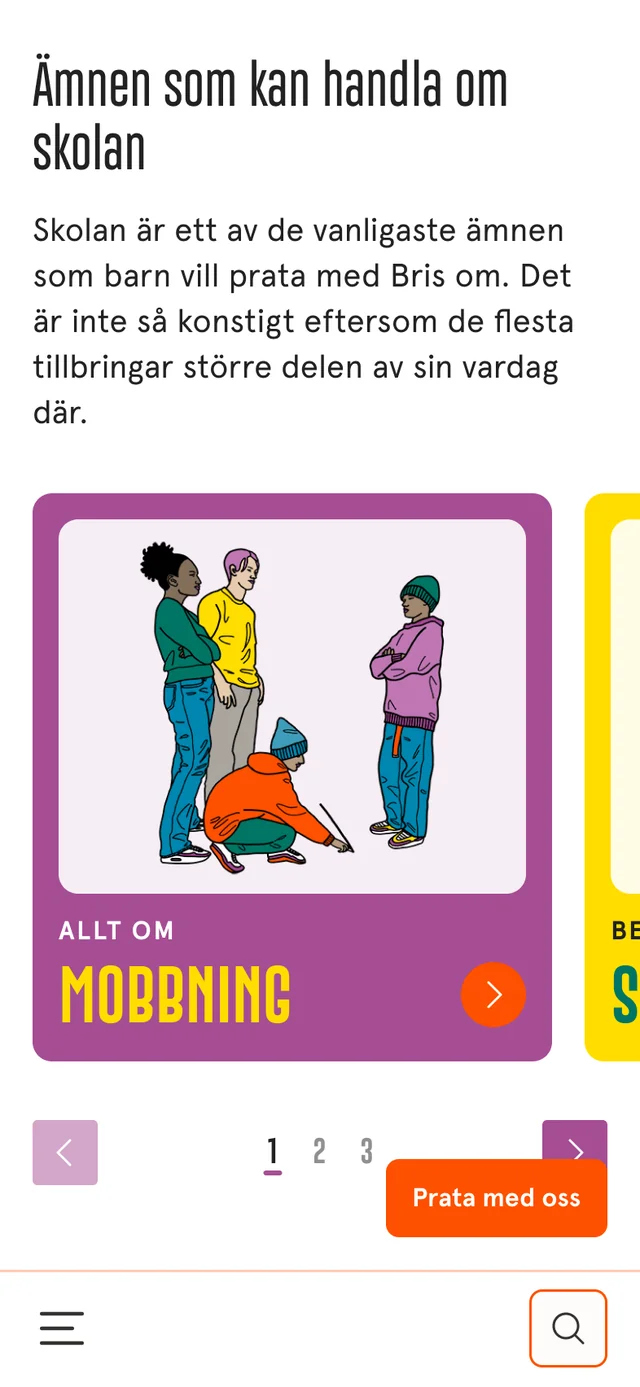 Ämnen som kan handla om
skolan
Skolan är ett av de vanligaste ämnen
som barn vill prata med Bris om. Det
är inte så konstigt eftersom de flesta
tillbringar större delen av sin vardag
där.
ALLT OM
MOBBNING
BE
S
1 2 3
Prata med oss